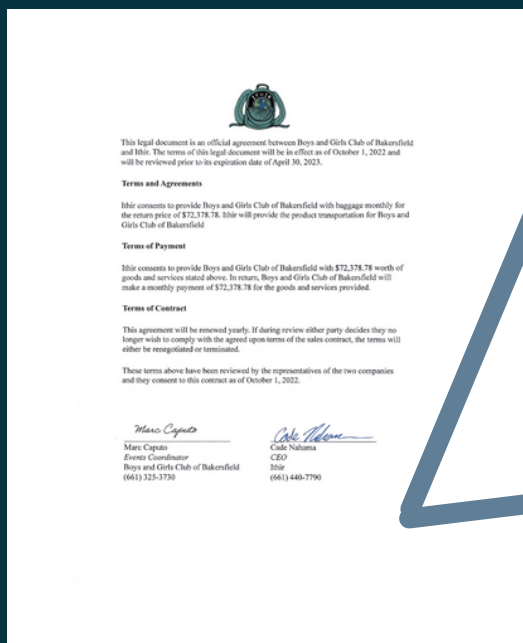 This legal document is an official agreement between Boys and Girls Club of Bakersfield
and Ithir. The terms of this legal document will be in effect as of October 1, 2022 and
will be reviewed prior to its expiration date of April 30, 2023.
Terms and Agreements
Ithir consents to provide Boys and Girls Club of Bakersfield with baggage monthly for
the return price of $72,378.78. Ithir will provide the product transportation for Boys and
Girls Club of Bakersfield
Terms of Payment
Ithir consents to provide Boys and Girls Club of Bakersfield with $72,378.78 worth of
goods and services stated above. In return, Boys and Girls Club of Bakersfield will
make a monthly payment of $72,378.78 for the goods and services provided.
Terms of Contract
This agreement will be renewed yearly. If during review either party decides they no
longer wish to comply with the agreed upon terms of the sales contract, the terms will
either be renegotiated or terminated.
These terms above have been reviewed by the representatives of the two companies
and they consent to this contract as of October 1, 2022.
Marc Caputo Cade Nahama
Marc Caputo Cade Nahama
Events Coordinator CEO
Boys and Girls Club of Bakersfield Ithir
(661) 325-3730 (661) 440-7790